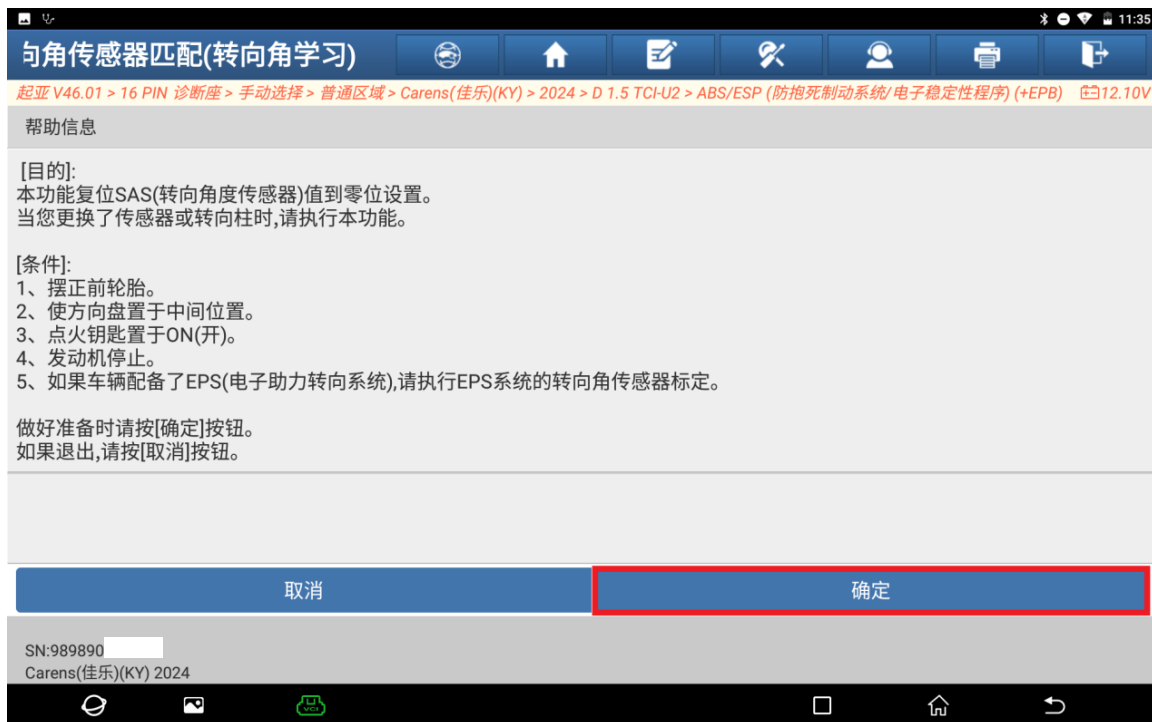 11:35
向角传感器匹配(转向角学习)
起亚 V46.01 > 16 PIN 诊断座 > 手动选择 > 普通区域 > Carens(佳乐)(KY) > 2024 > D 1.5 TCI-U2 > ABS/ESP (防抱死制动系统/电子稳定性程序) (+EPB) 12.10V
帮助信息
[目的]:
本功能复位SAS(转向角度传感器)值到零位设置。
当您更换了传感器或转向柱时,请执行本功能。
[条件]:
1、摆正前轮胎。
2、使方向盘置于中间位置。
3、点火钥匙置于ON(开)。
4、发动机停止。
5、如果车辆配备了EPS(电子助力转向系统),请执行EPS系统的转向角传感器标定。
做好准备时请按[确定]按钮。
如果退出,请按[取消]按钮。
取消 确定
SN:989890
Carens(佳乐)(KY) 2024
VCI